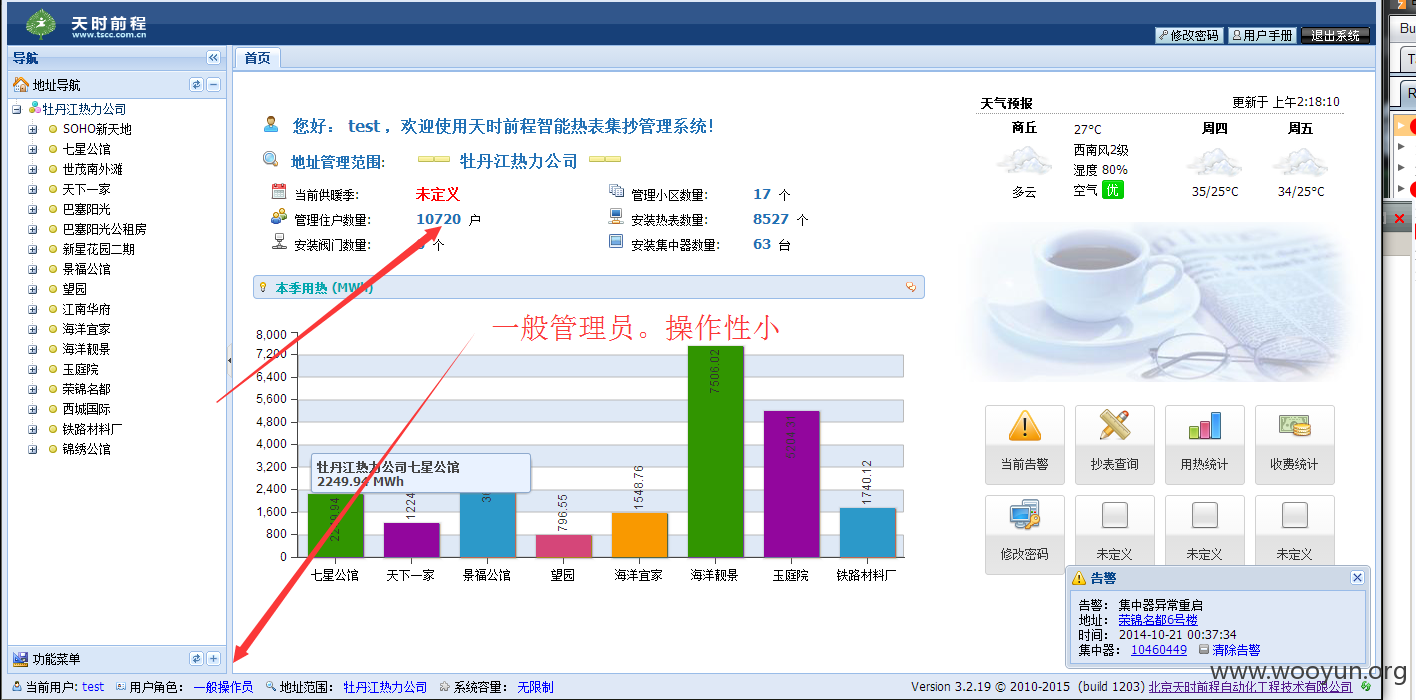 天时前程
www.tscc.com.cn
修改密码 用户手册 退出系统
导航
首页
地址导航
牡丹江热力公司
SOHO新天地
七星公馆
世茂南外滩
天下一家
巴塞阳光
巴塞阳光公租房
新星花园二期
景福公馆
望园
江南华府
海洋宜家
海洋靓景
玉庭院
荣锦名都
西城国际
铁路材料厂
锦绣公馆
功能菜单
您好： test ，欢迎使用天时前程智能热表集抄管理系统！
地址管理范围： 牡丹江热力公司
当前供暖季： 未定义
管理小区数量： 17 个
管理住户数量： 10720 户
安装热表数量： 8527 个
安装阀门数量： 个
安装集中器数量： 63 台
本季用热 (MWh)
一般管理员。操作性小
8,000
7,200
6,400
5,600
4,800
4,000
3,200
2,400
1,600
800
0
牡丹江热力公司七星公馆
2249.94 MWh
2249.94
1224
796.55
1548.76
7506.02
1740.12
七星公馆 天下一家 景福公馆 望园 海洋宜家 海洋靓景 玉庭院 铁路材料厂
天气预报 更新于 上午2:18:10
商丘 27°C 周四 周五
西南风2级
湿度 80%
多云 空气 优 35/25°C 34/25°C
当前告警 抄表查询 用热统计 收费统计
修改密码 未定义 未定义 未定义
告警
告警： 集中器异常重启
地址： 荣锦名都6号楼
时间： 2014-10-21 00:37:34
集中器： 10460449 清除告警
www.wooyun.org
当前用户: test 用户角色： 一般操作员 地址范围： 牡丹江热力公司 系统容量： 无限制
Version 3.2.19 © 2010-2015 (build 1203) 北京天时前程自动化工程技术有限公司